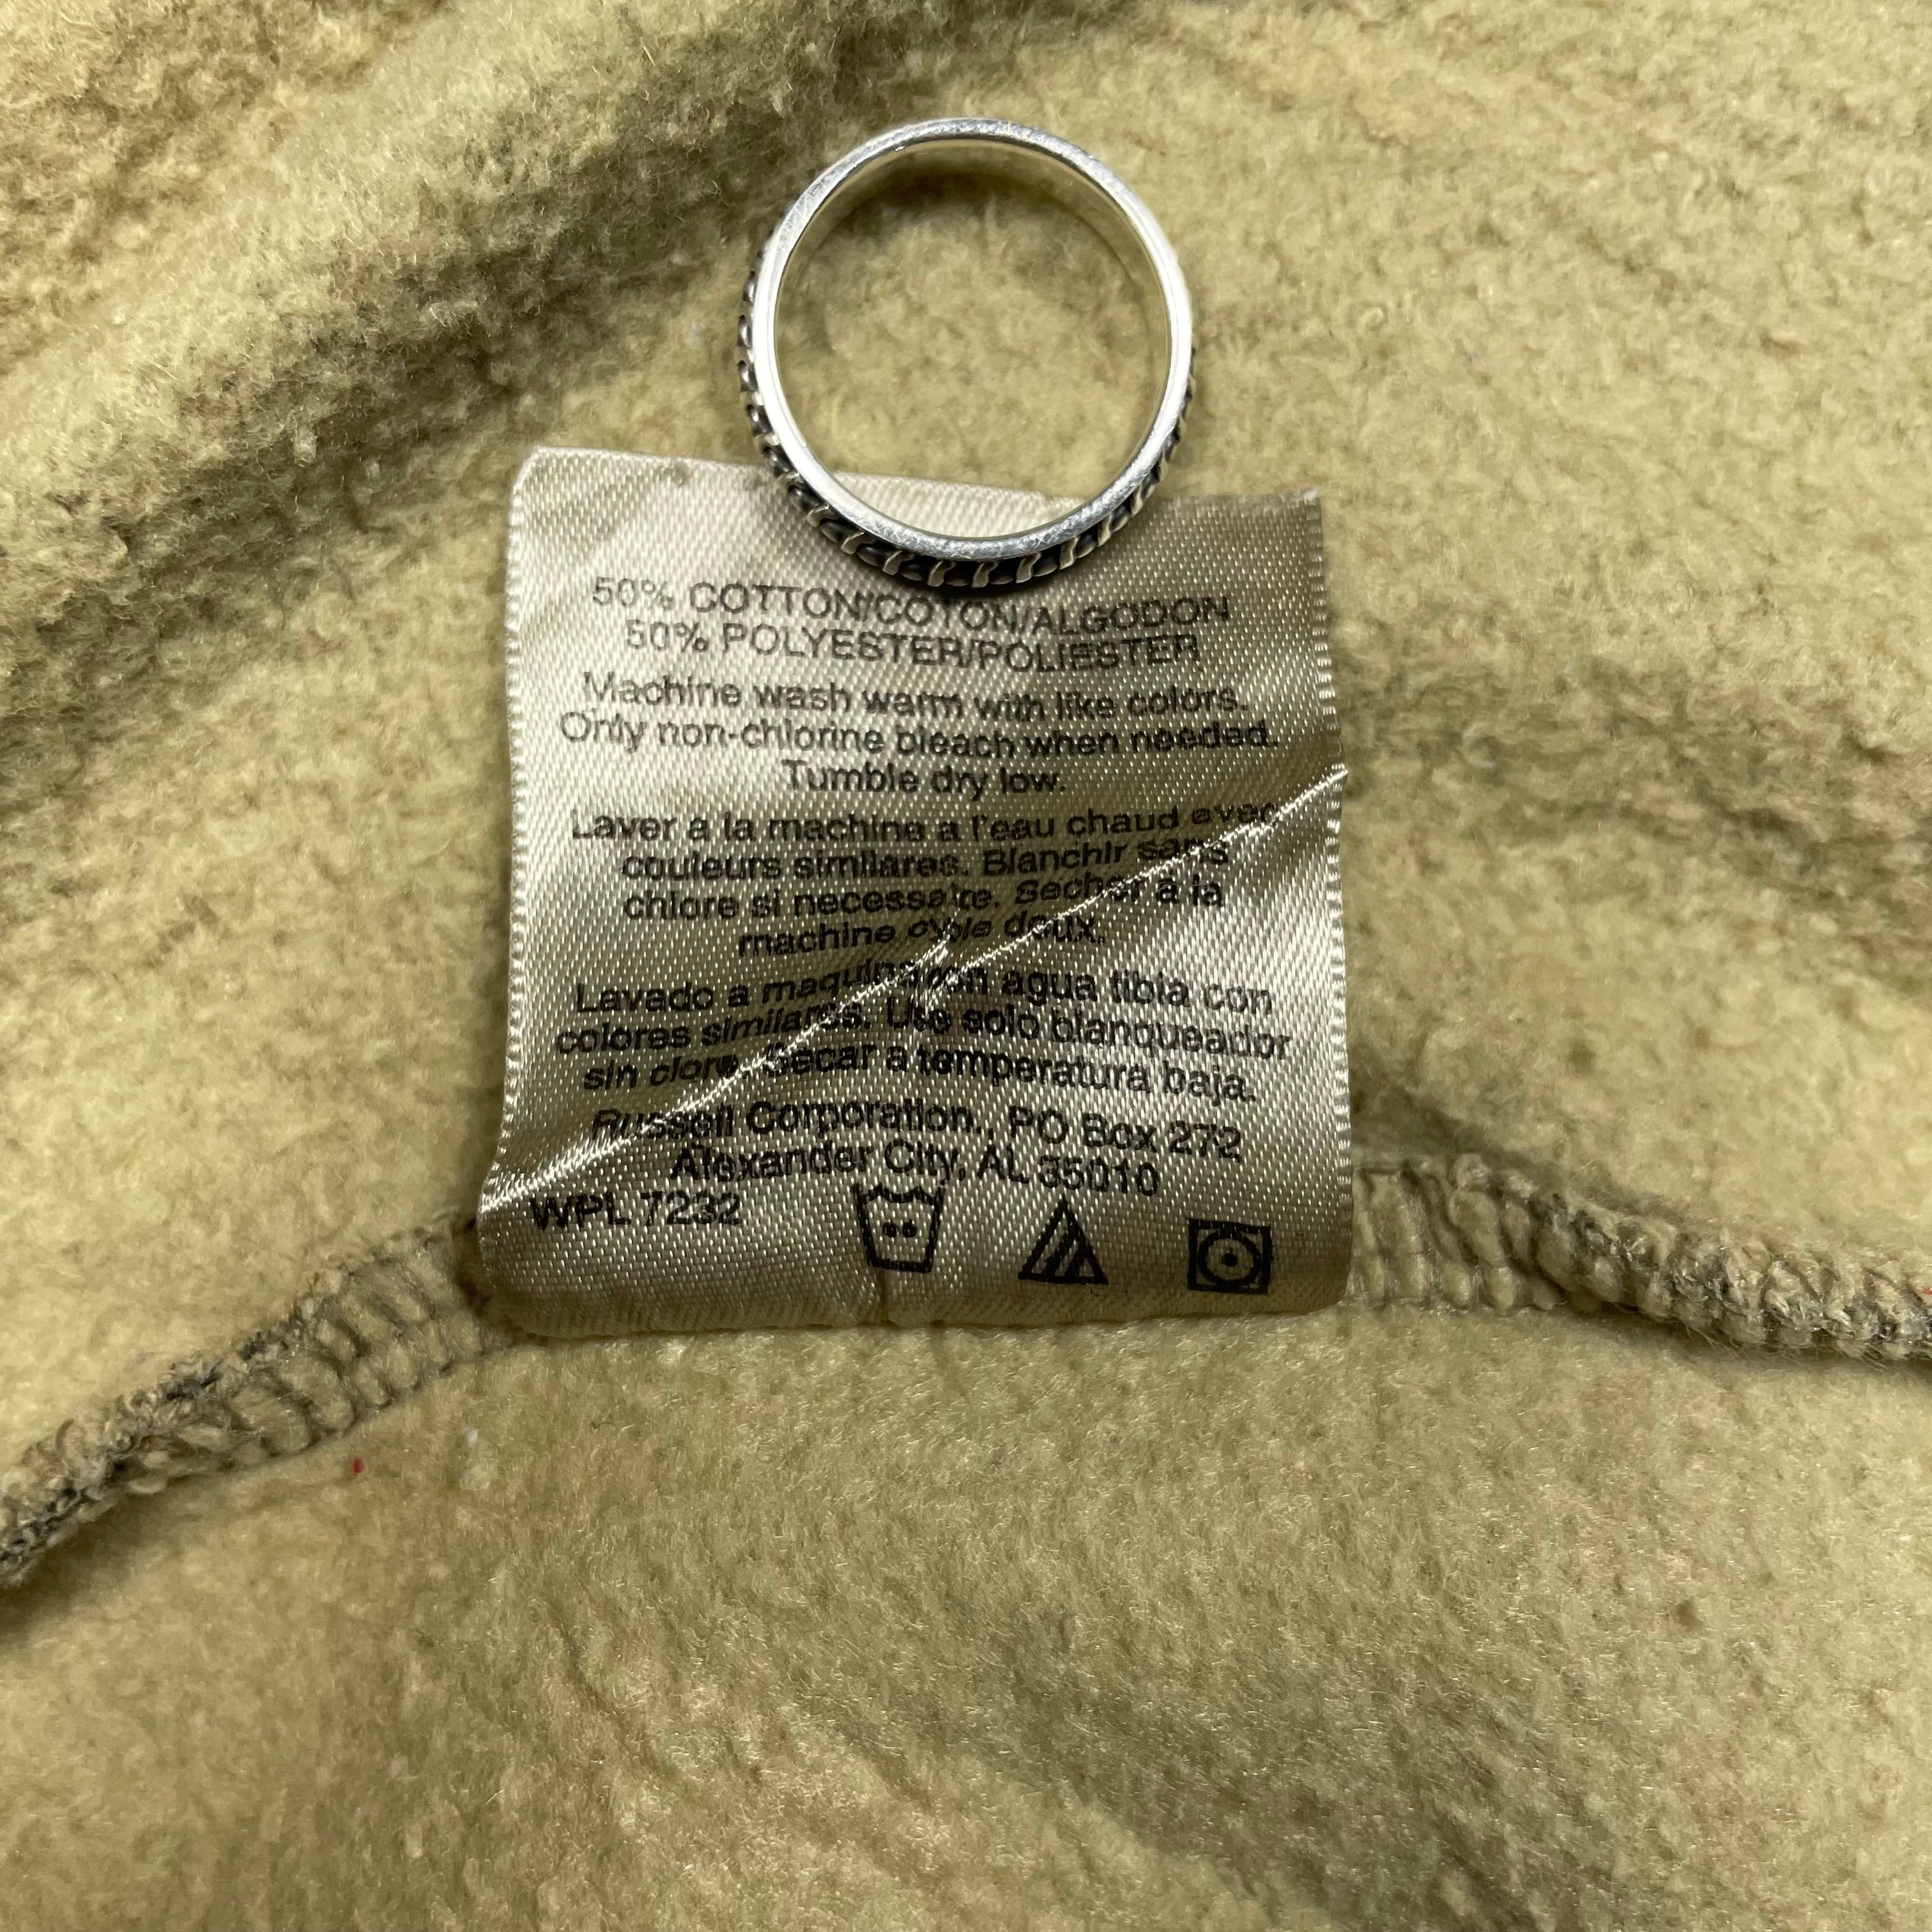 50% COTTON/COTON/ALGODON
50% POLYESTER/POLIESTER
Machine wash warm with like colors.
Only non-chlorine bleach when needed.
Tumble dry low.
Laver a la machine a l'eau chaud avec
couleurs similares. Blanchir sans
chlore si necessaire. Secher a la
machine cycle doux.
Lavado a maquina con agua tibia con
colores similares. Use solo blanqueador
sin cloro. Secar a temperatura baja.
Russell Corporation, PO Box 272
Alexander City, AL 35010
WPL 7232